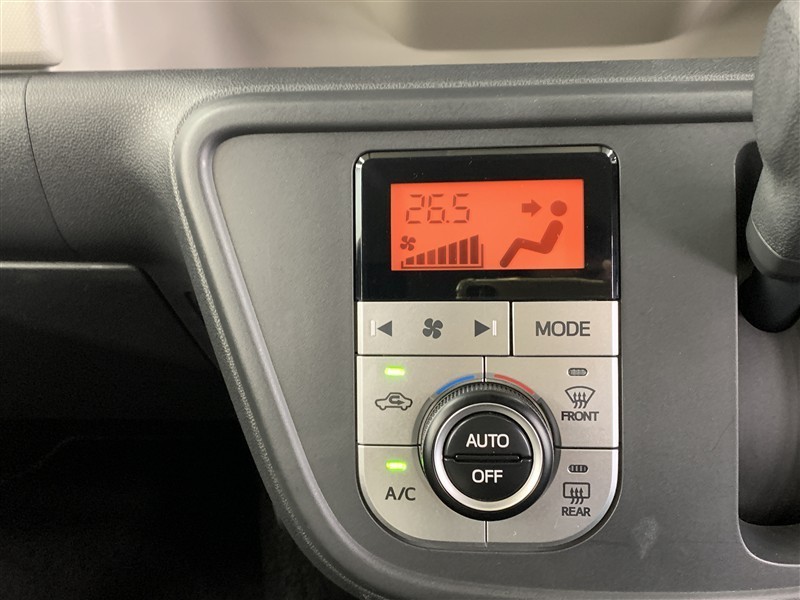 26.5
MODE
FRONT
AUTO
OFF
A/C
REAR